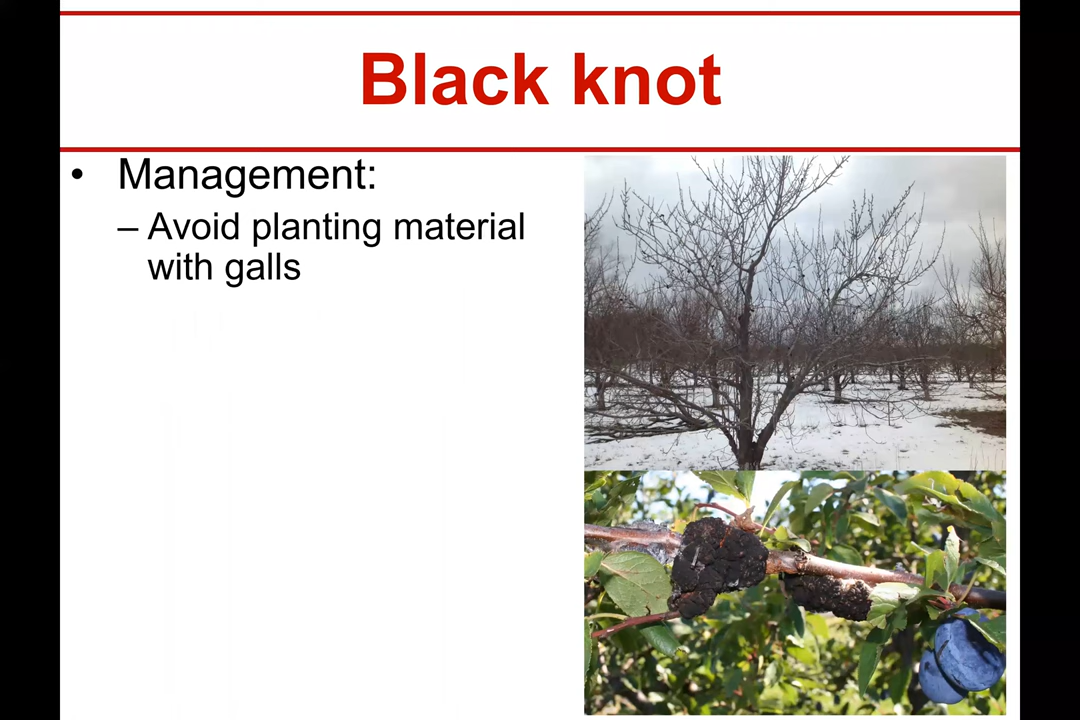 Black knot
• Management:
– Avoid planting material
with galls